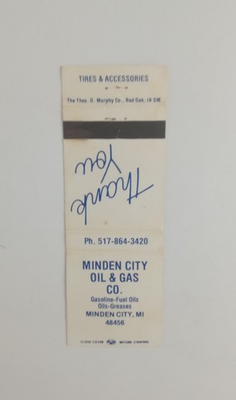 TIRES & ACCESSORIES
The Thos. D. Murphy Co., Red Oak, IA GM
Thank
You
Ph. 517-864-3420
MINDEN CITY
OIL & GAS
CO.
Gasoline-Fuel Oils
Oils-Greases
MINDEN CITY, MI
48456